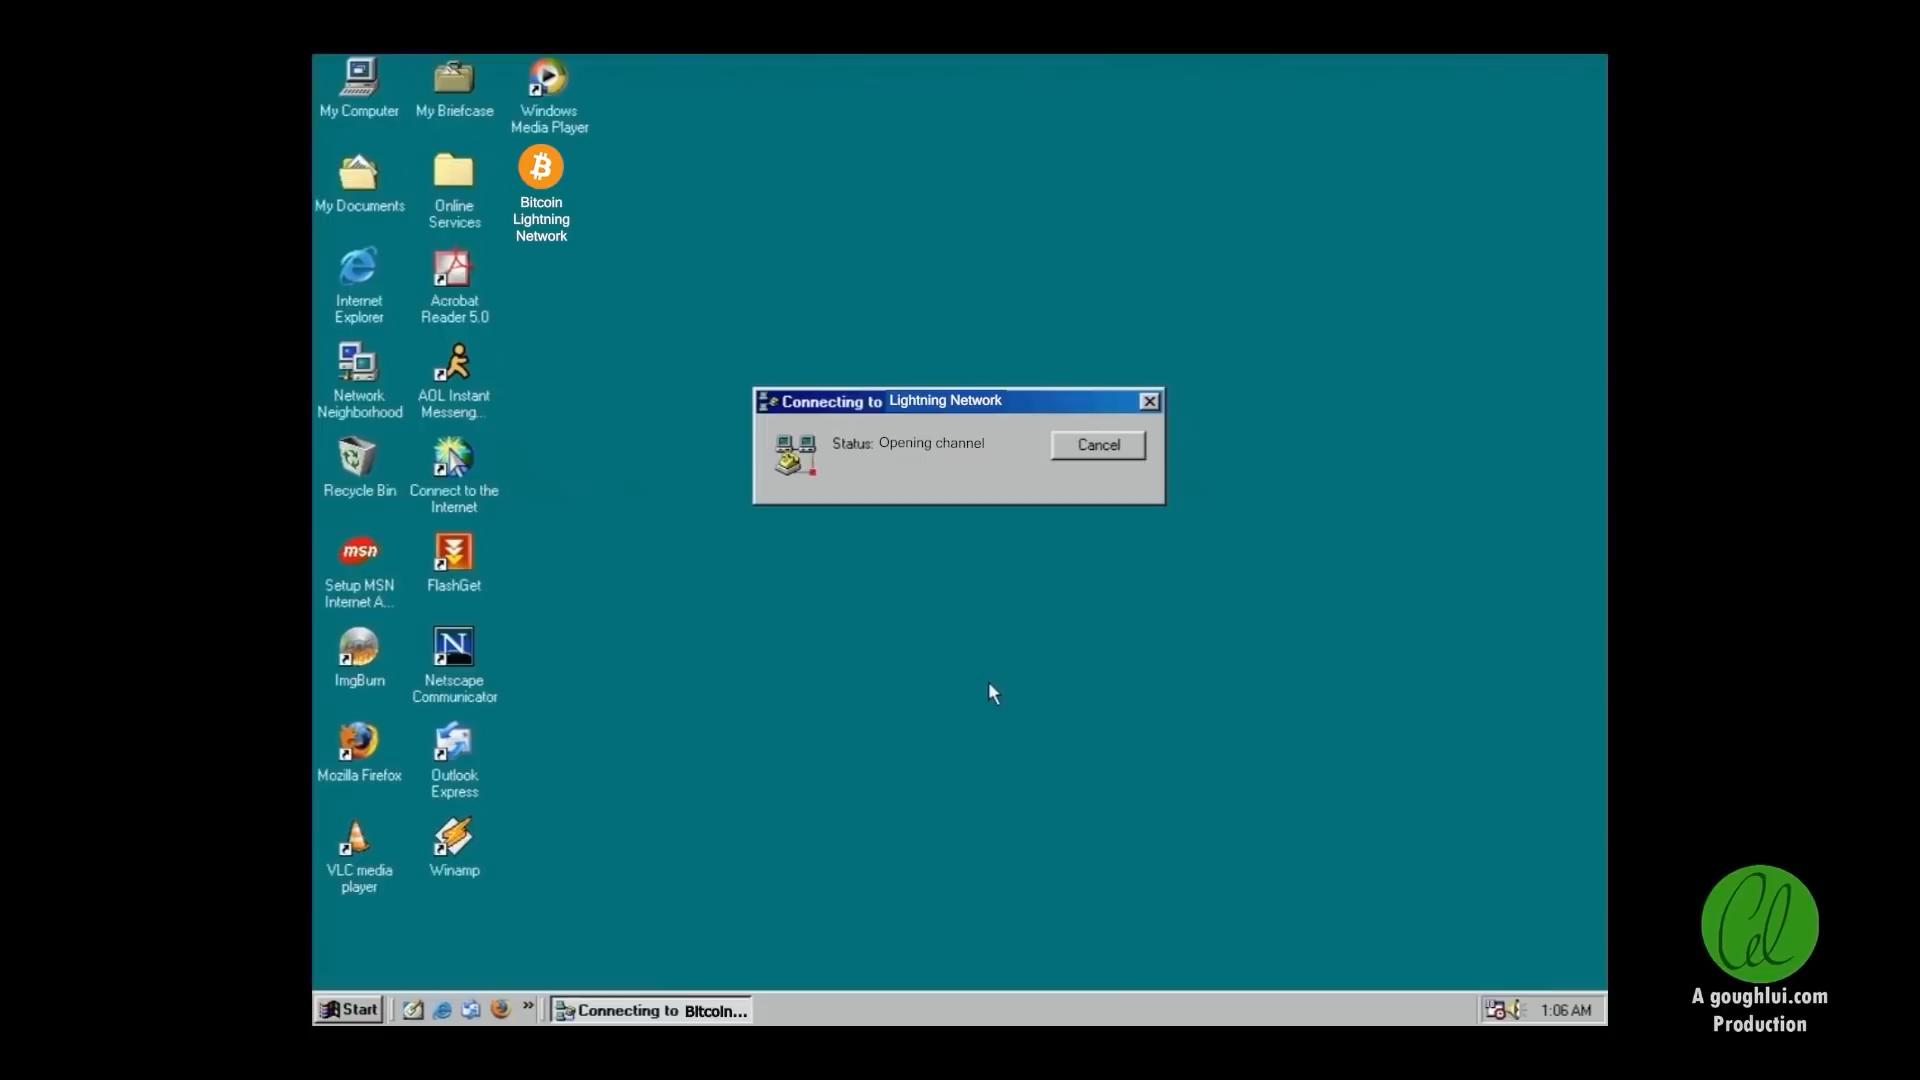 My Computer
My Briefcase
Windows
Media Player
My Documents
Online
Services
Bitcoin
Lightning
Network
Internet
Explorer
Acrobat
Reader 5.0
Network
Neighborhood
AOL Instant
Messeng...
Recycle Bin
Connect to the
Internet
msn
Setup MSN
Internet A...
FlashGet
ImgBurn
N
Netscape
Communicator
Mozilla Firefox
Outlook
Express
VLC media
player
Winamp
Connecting to Lightning Network
Status: Opening channel
Cancel
Start
Connecting to BItcoin...
1:06 AM
Cel
A goughlui.com
Production